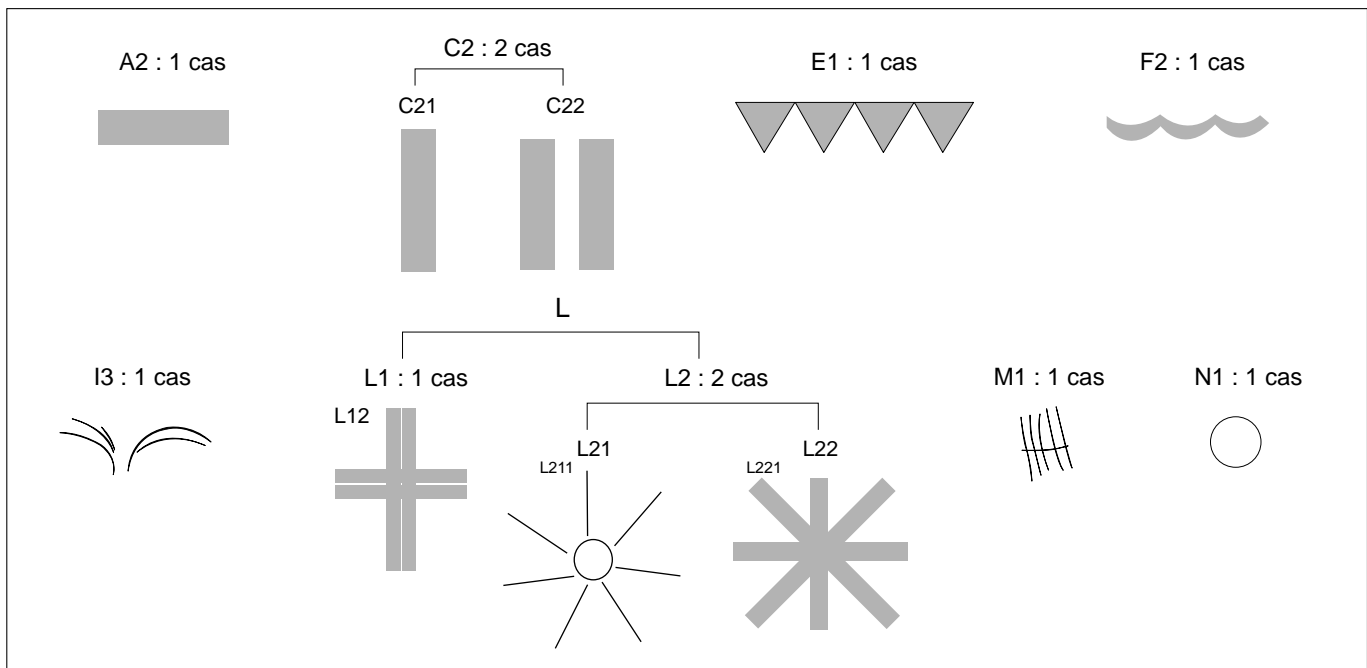 A2 : 1 cas
C2 : 2 cas
E1 : 1 cas
F2 : 1 cas
C21
C22
L
I3 : 1 cas
L1 : 1 cas
L2 : 2 cas
M1 : 1 cas
N1 : 1 cas
L12
L21
L22
L211
L221